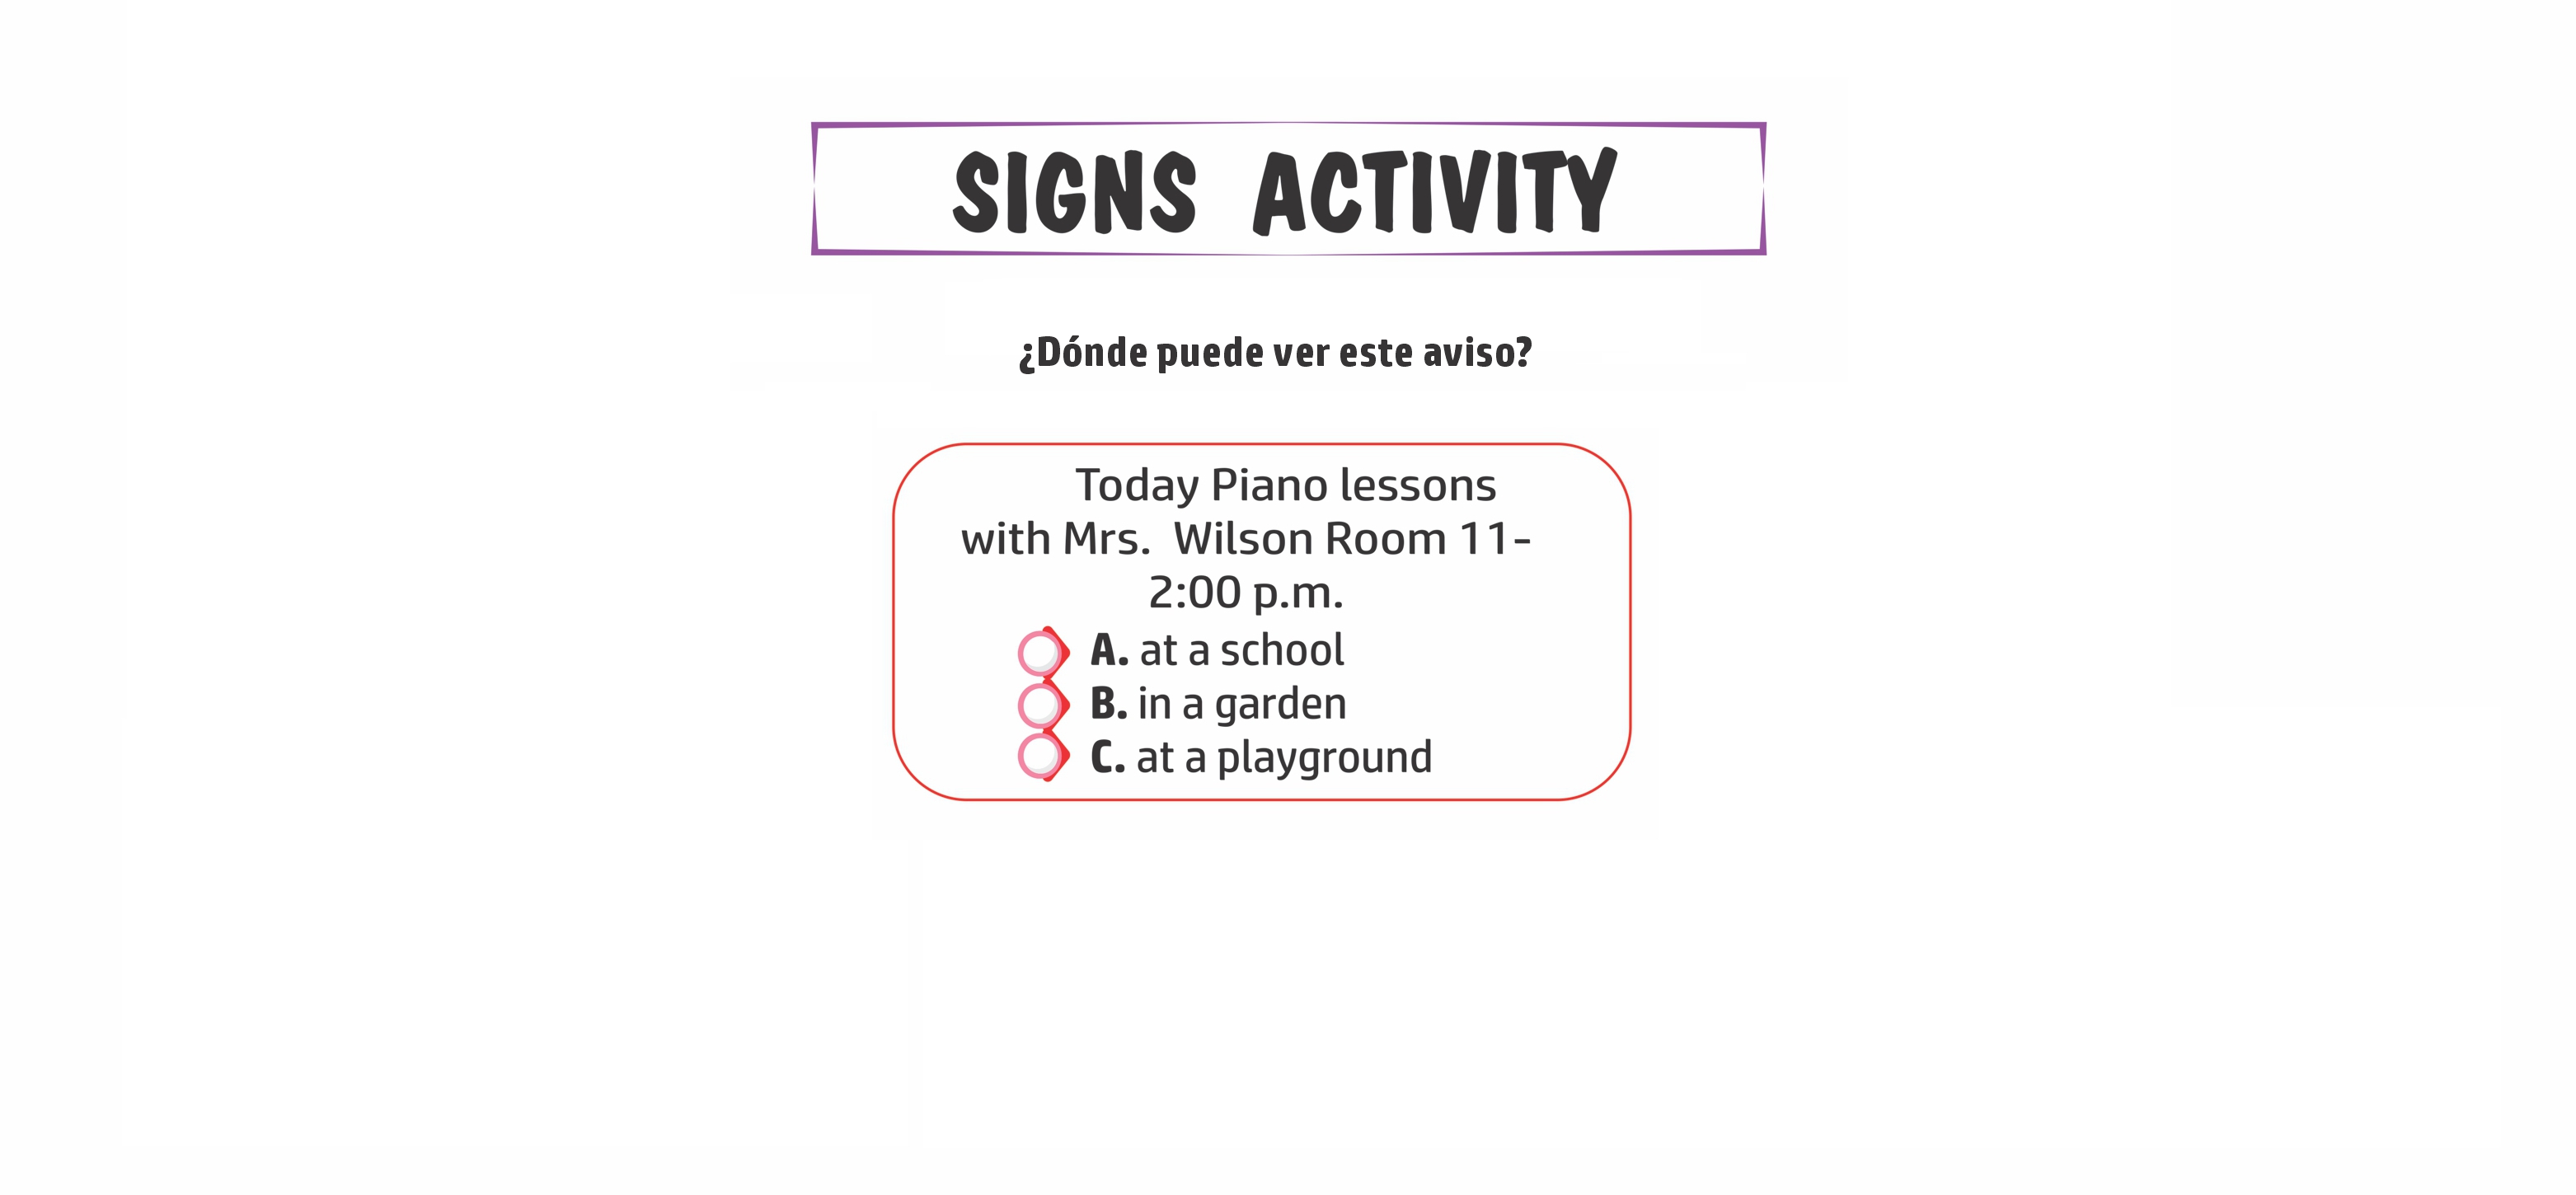 SIGNS ACTIVITY
¿Dónde puede ver este aviso?
Today Piano lessons
with Mrs. Wilson Room 11-
2:00 p.m.
A. at a school
B. in a garden
C. at a playground